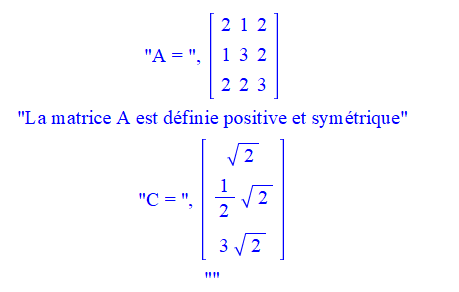 "A = ", [2 1 2
1 3 2
2 2 3]
"La matrice A est définie positive et symétrique"
"C = ", [√2
1/2 √2
3 √2]
""